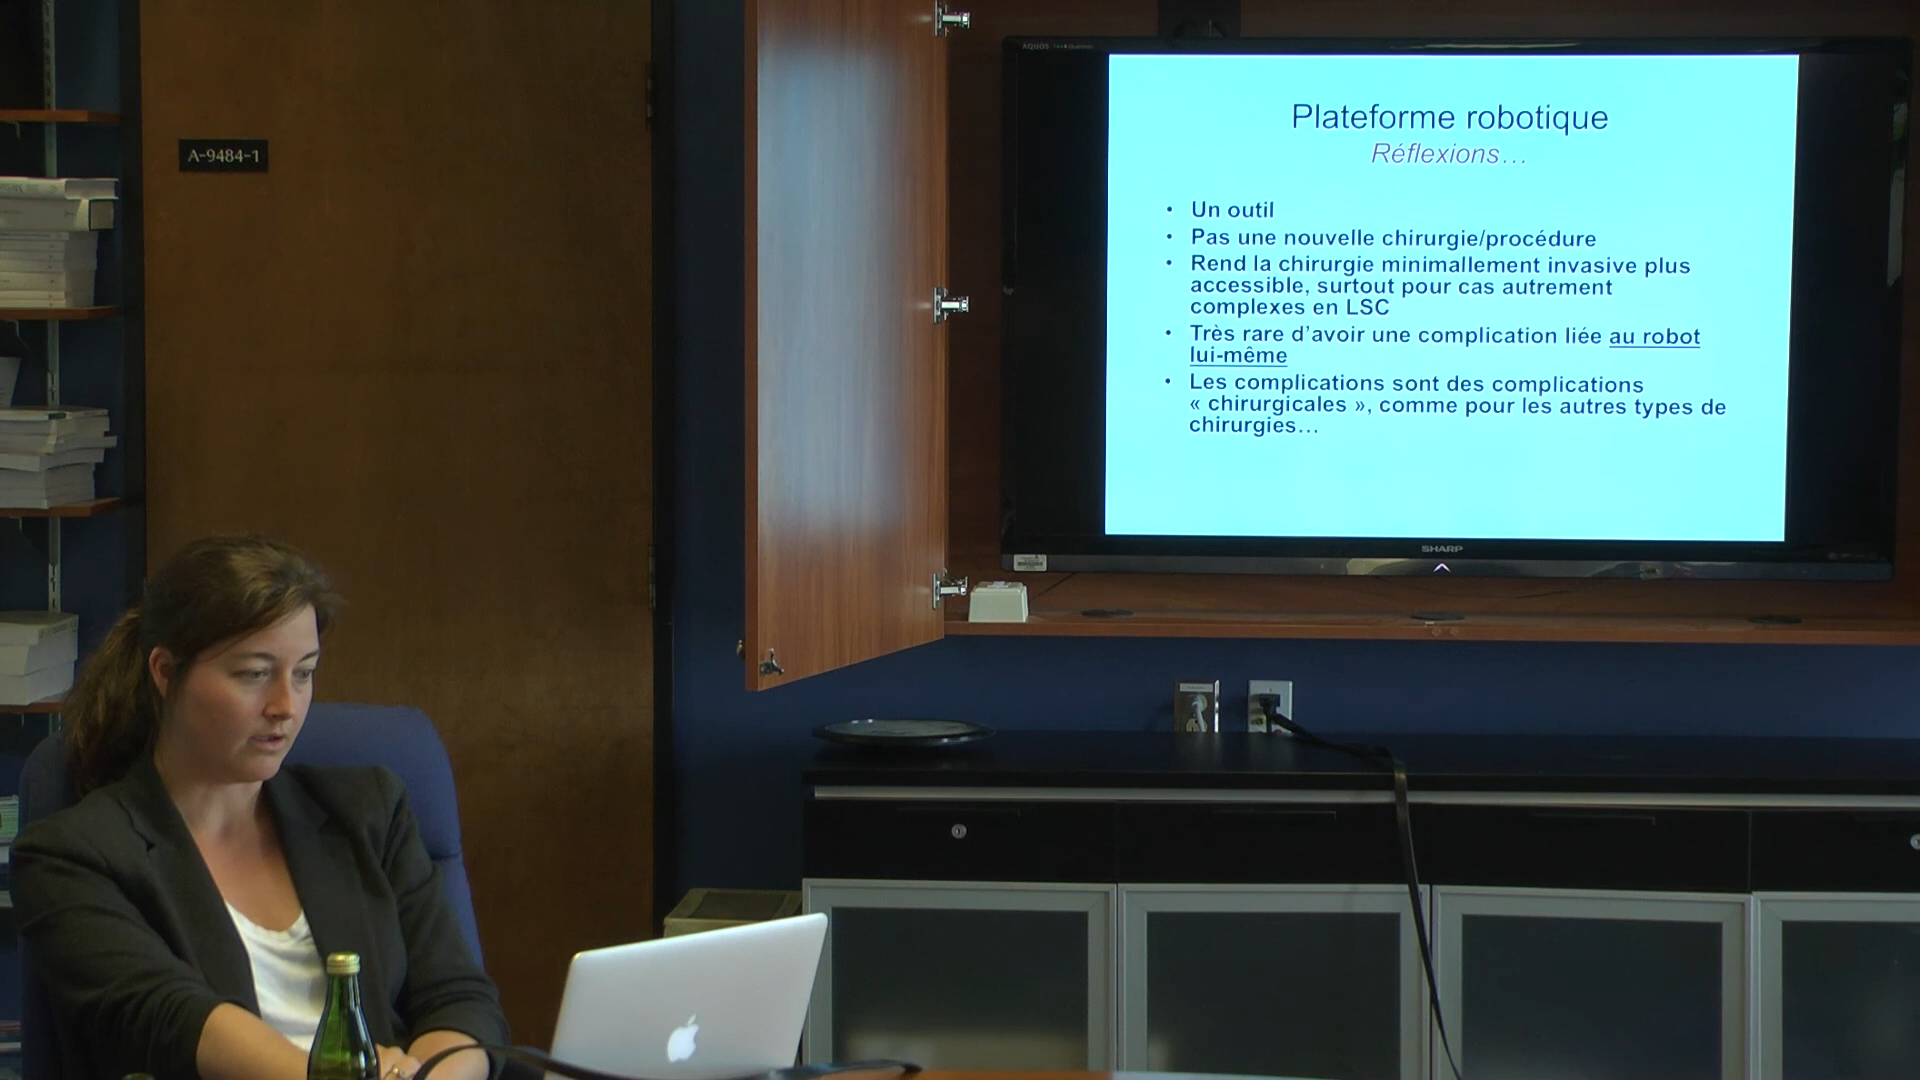 AQUOS
A-9484-1
Plateforme robotique
Réflexions…
• Un outil
• Pas une nouvelle chirurgie/procédure
• Rend la chirurgie minimallement invasive plus
accessible, surtout pour cas autrement
complexes en LSC
• Très rare d’avoir une complication liée au robot
lui-même
• Les complications sont des complications
« chirurgicales », comme pour les autres types de
chirurgies…
SHARP